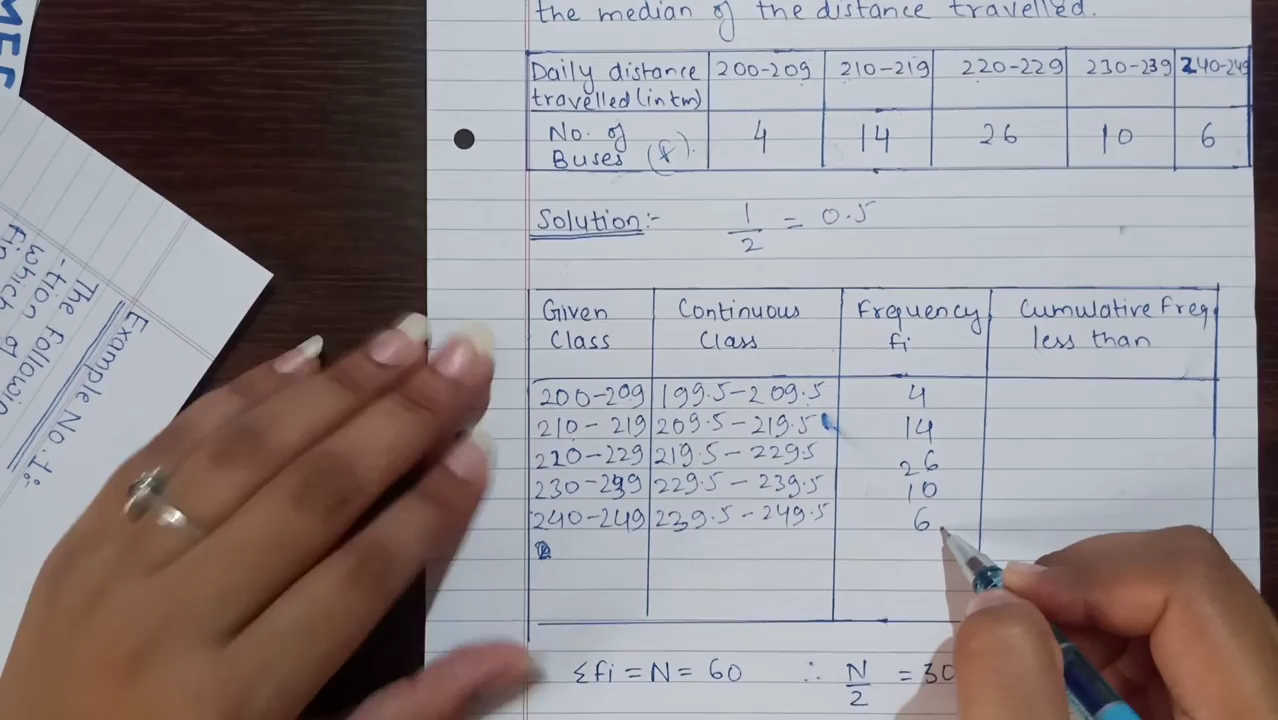 the median of the distance travelled.
Daily distance 200-209 210-219 220-229 230-239 240-249
travelled (in km)
No. of 4 14 26 10 6
Buses (f).
Solution:- 1/2 = 0.5
Given Continuous Frequency Cumulative Freq.
Class Class fi less than
200-209 199.5-209.5 4
210-219 209.5-219.5 14
220-229 219.5-229.5 26
230-239 229.5-239.5 10
240-249 239.5-249.5 6
Σfi = N = 60 ∴ N/2 = 30
Example No. 1:
The followin
-tion of
which
Fin